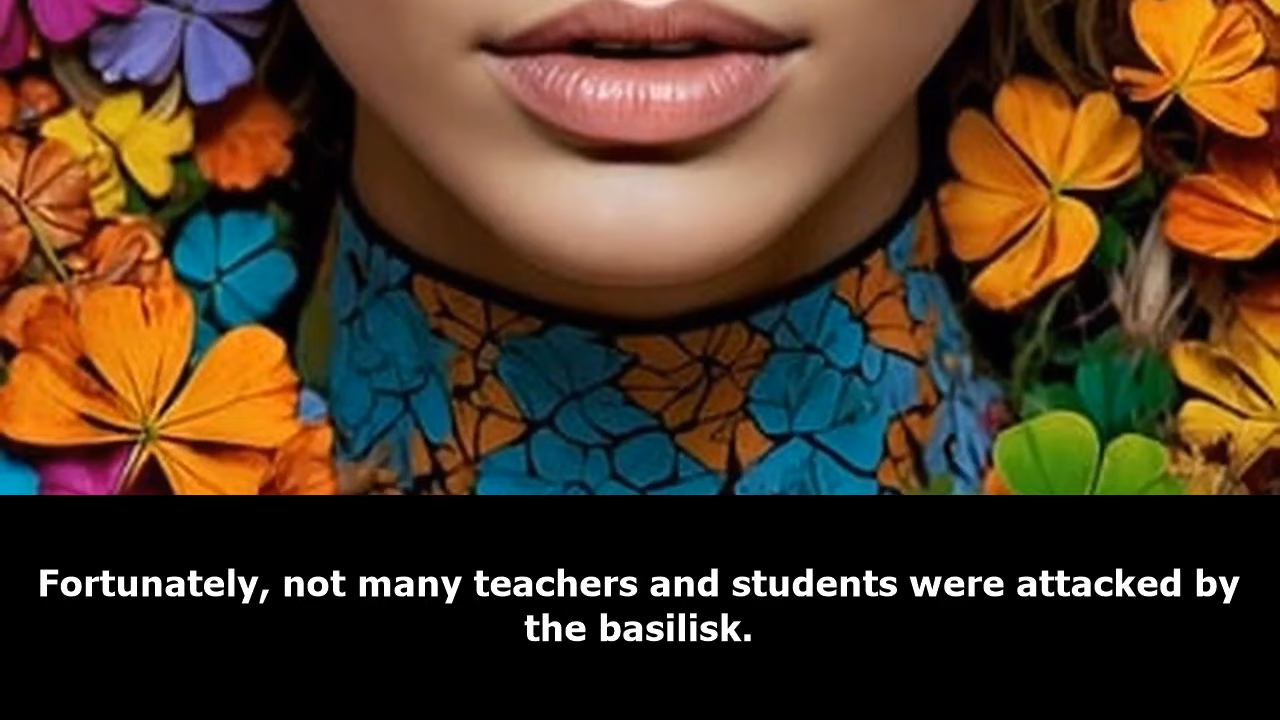 Fortunately, not many teachers and students were attacked by
the basilisk.